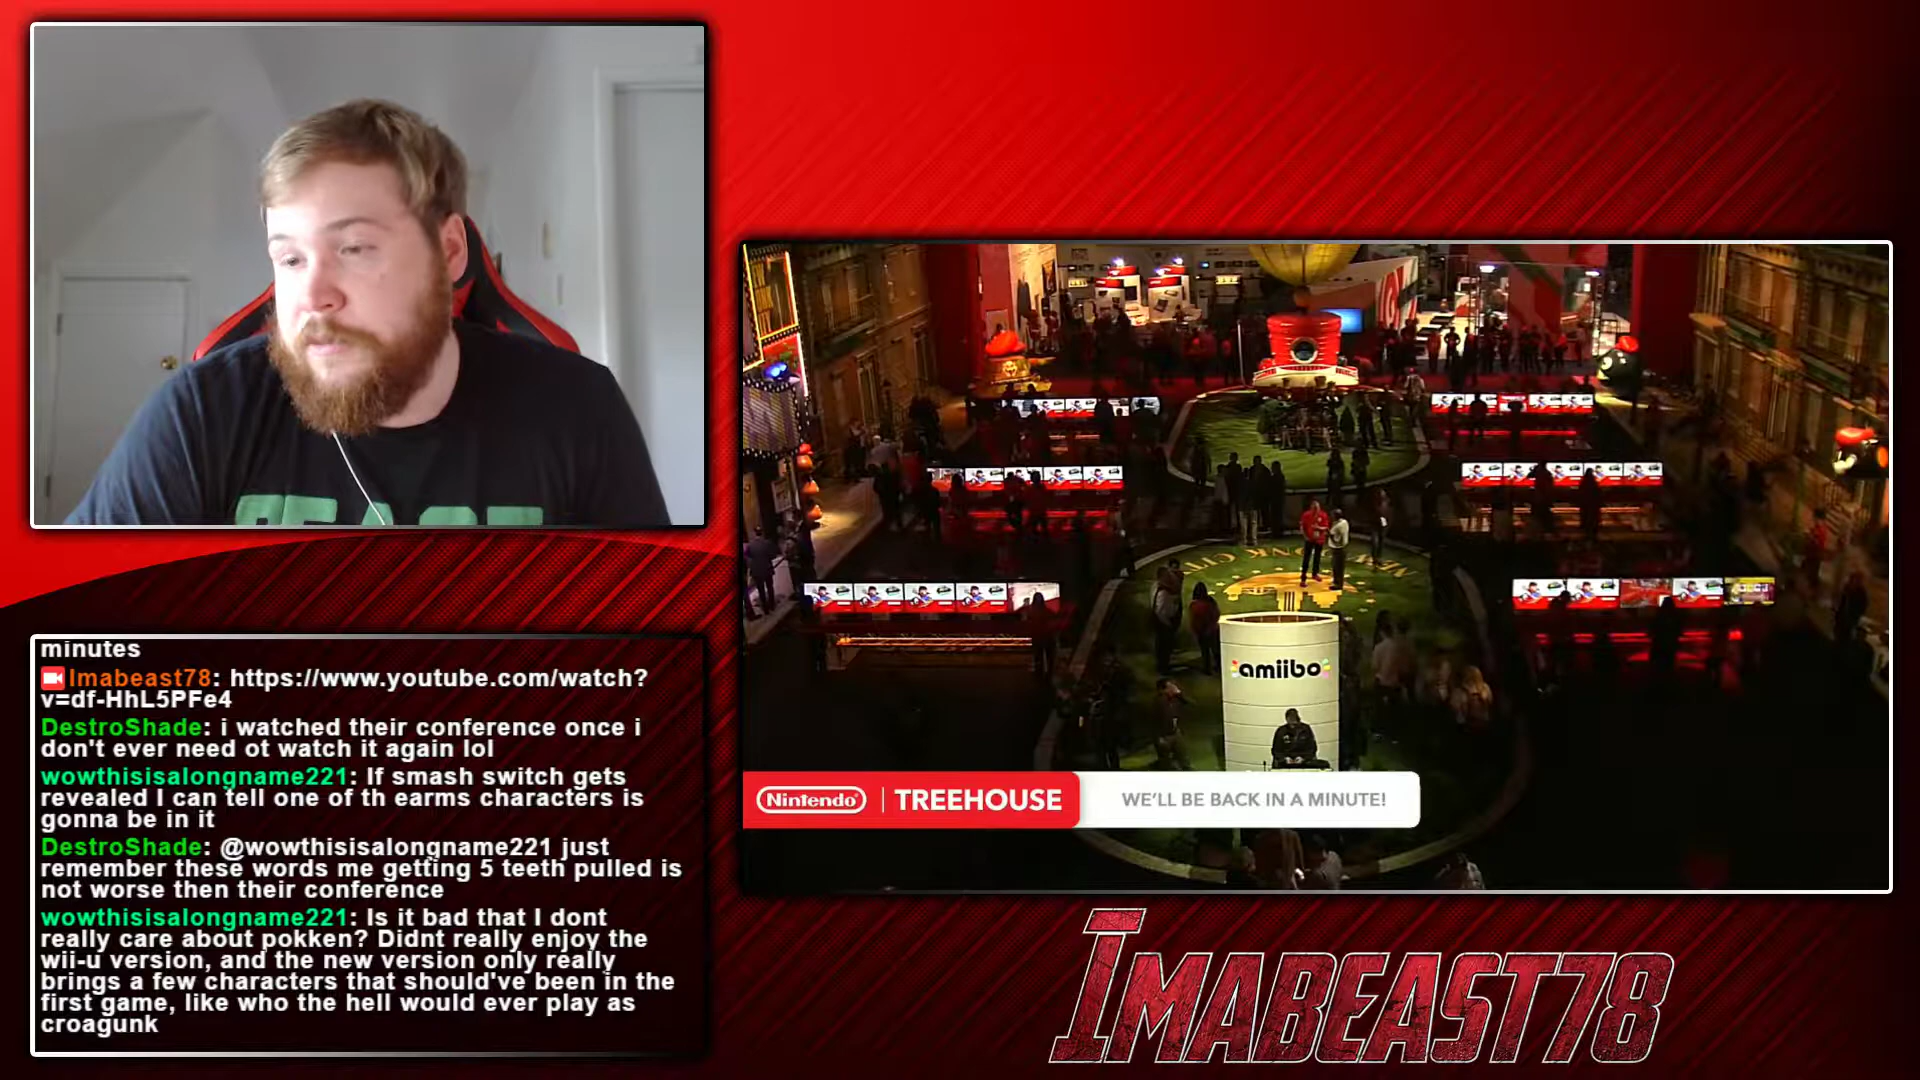 minutes
Imabeast78: https://www.youtube.com/watch?
v=df-HhL5PFe4
DestroShade: i watched their conference once i
don't ever need ot watch it again lol
wowthisisalongname221: If smash switch gets
revealed I can tell one of th earms characters is
gonna be in it
DestroShade: @wowthisisalongname221 just
remember these words me getting 5 teeth pulled is
not worse then their conference
wowthisisalongname221: Is it bad that I dont
really care about pokken? Didnt really enjoy the
wii-u version, and the new version only really
brings a few characters that should've been in the
first game, like who the hell would ever play as
croagunk
NEW DONK CITY
amiibo
Nintendo | TREEHOUSE WE'LL BE BACK IN A MINUTE!
IMABEAST78